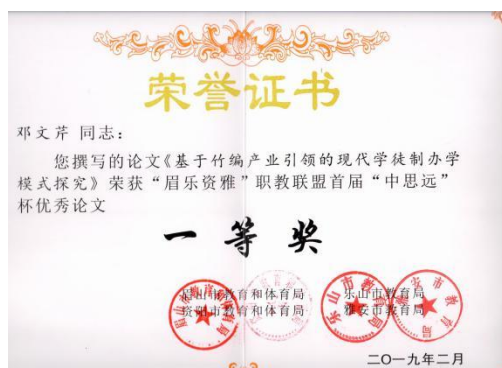 荣誉证书
邓文芹 同志：
您撰写的论文《基于竹编产业引领的现代学徒制办学
模式探究》荣获“眉乐资雅”职教联盟首届“中思远”
杯优秀论文
一等奖
眉山市教育和体育局 乐山市教育局
资阳市教育和体育局 雅安市教育局
二〇一九年二月